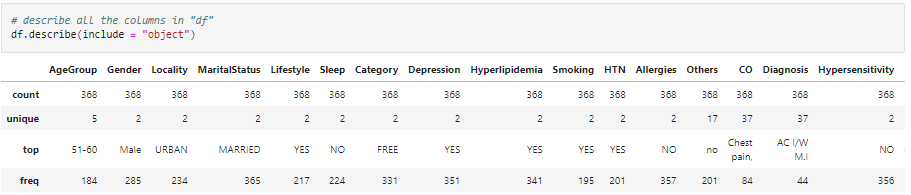 # describe all the columns in "df"
df.describe(include = "object")
AgeGroup Gender Locality MaritalStatus Lifestyle Sleep Category Depression Hyperlipidemia Smoking HTN Allergies Others CO Diagnosis Hypersensitivity
count 368 368 368 368 368 368 368 368 368 368 368 368 368 368 368 368
unique 5 2 2 2 2 2 2 2 2 2 2 2 17 37 37 2
top 51-60 Male URBAN MARRIED YES NO FREE YES YES YES YES NO no Chest pain, AC I/W M.I NO
freq 184 285 234 365 217 224 331 351 341 195 201 357 201 84 44 356